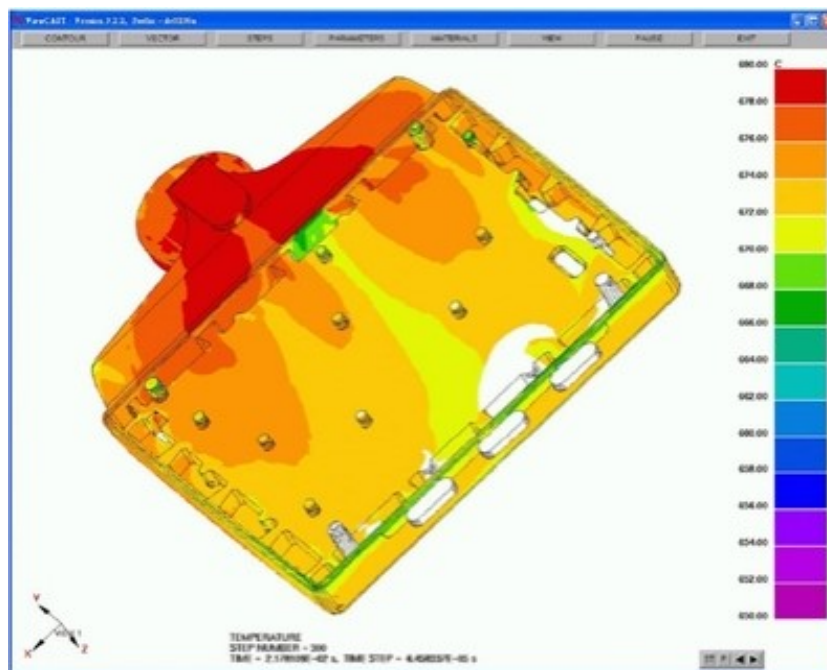 CONTOUR VECTOR STEPS PARAMETERS MATERIALS VIEW PAUSE EXIT
680.00 C
678.00
676.00
674.00
672.00
670.00
668.00
666.00
664.00
662.00
660.00
658.00
656.00
654.00
652.00
650.00
Y
X
Z
TEMPERATURE
STEP NUMBER = 300